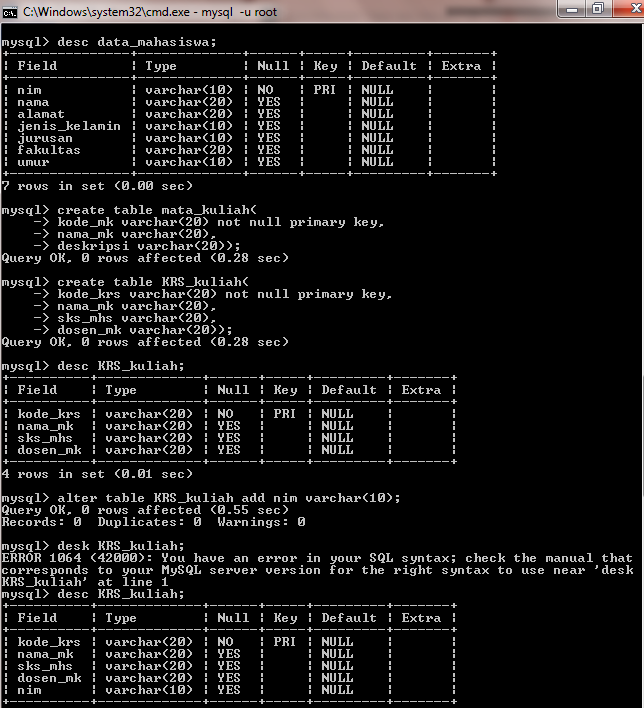 C:\Windows\system32\cmd.exe - mysql -u root
mysql> desc data_mahasiswa;
+---------------+-------------+------+-----+---------+-------+
| Field         | Type        | Null | Key | Default | Extra |
+---------------+-------------+------+-----+---------+-------+
| nim           | varchar(10) | NO   | PRI | NULL    |       |
| nama          | varchar(20) | YES  |     | NULL    |       |
| alamat        | varchar(20) | YES  |     | NULL    |       |
| jenis_kelamin | varchar(10) | YES  |     | NULL    |       |
| jurusan       | varchar(10) | YES  |     | NULL    |       |
| fakultas      | varchar(20) | YES  |     | NULL    |       |
| umur          | varchar(10) | YES  |     | NULL    |       |
+---------------+-------------+------+-----+---------+-------+
7 rows in set (0.00 sec)
mysql> create table mata_kuliah(
    -> kode_mk varchar(20) not null primary key,
    -> nama_mk varchar(20),
    -> deskripsi varchar(20));
Query OK, 0 rows affected (0.28 sec)
mysql> create table KRS_kuliah(
    -> kode_krs varchar(20) not null primary key,
    -> nama_mk varchar(20),
    -> sks_mhs varchar(20),
    -> dosen_mk varchar(20));
Query OK, 0 rows affected (0.28 sec)
mysql> desc KRS_kuliah;
+----------+-------------+------+-----+---------+-------+
| Field    | Type        | Null | Key | Default | Extra |
+----------+-------------+------+-----+---------+-------+
| kode_krs | varchar(20) | NO   | PRI | NULL    |       |
| nama_mk  | varchar(20) | YES  |     | NULL    |       |
| sks_mhs  | varchar(20) | YES  |     | NULL    |       |
| dosen_mk | varchar(20) | YES  |     | NULL    |       |
+----------+-------------+------+-----+---------+-------+
4 rows in set (0.01 sec)
mysql> alter table KRS_kuliah add nim varchar(10);
Query OK, 0 rows affected (0.55 sec)
Records: 0  Duplicates: 0  Warnings: 0
mysql> desk KRS_kuliah;
ERROR 1064 (42000): You have an error in your SQL syntax; check the manual that
corresponds to your MySQL server version for the right syntax to use near 'desk
KRS_kuliah' at line 1
mysql> desc KRS_kuliah;
+----------+-------------+------+-----+---------+-------+
| Field    | Type        | Null | Key | Default | Extra |
+----------+-------------+------+-----+---------+-------+
| kode_krs | varchar(20) | NO   | PRI | NULL    |       |
| nama_mk  | varchar(20) | YES  |     | NULL    |       |
| sks_mhs  | varchar(20) | YES  |     | NULL    |       |
| dosen_mk | varchar(20) | YES  |     | NULL    |       |
| nim      | varchar(10) | YES  |     | NULL    |       |
+----------+-------------+------+-----+---------+-------+